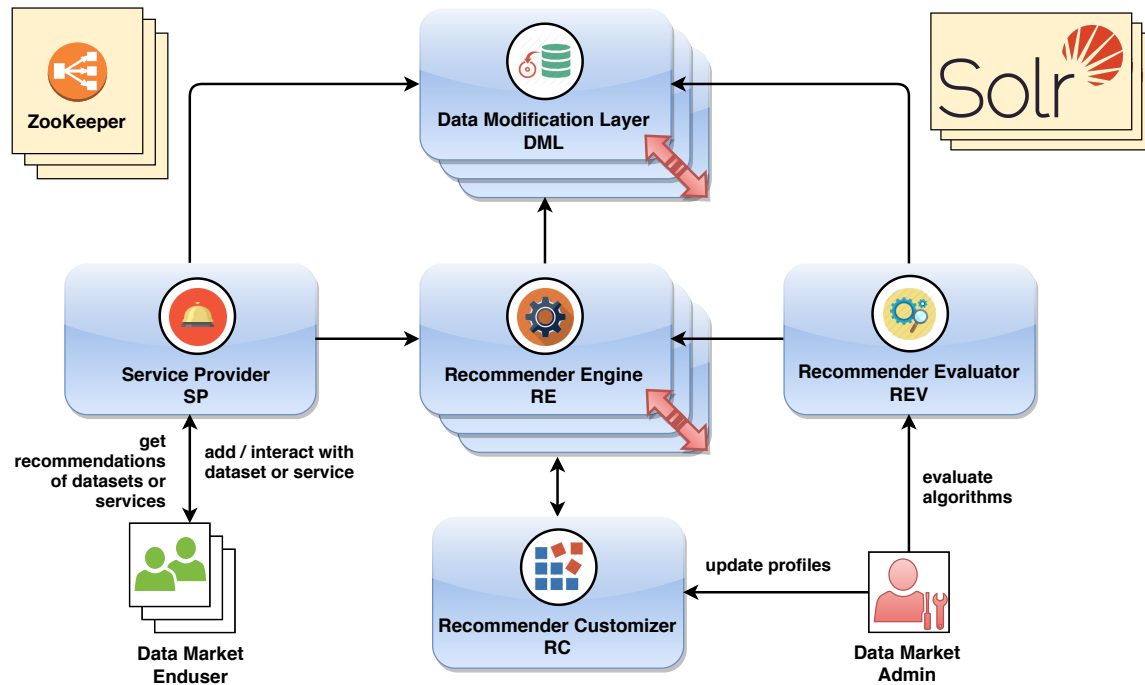 ZooKeeper
Data Modification Layer
DML
Solr
Service Provider
SP
Recommender Engine
RE
Recommender Evaluator
REV
get
recommendations
of datasets or
services
add / interact with
dataset or service
evaluate
algorithms
update profiles
Data Market
Enduser
Recommender Customizer
RC
Data Market
Admin